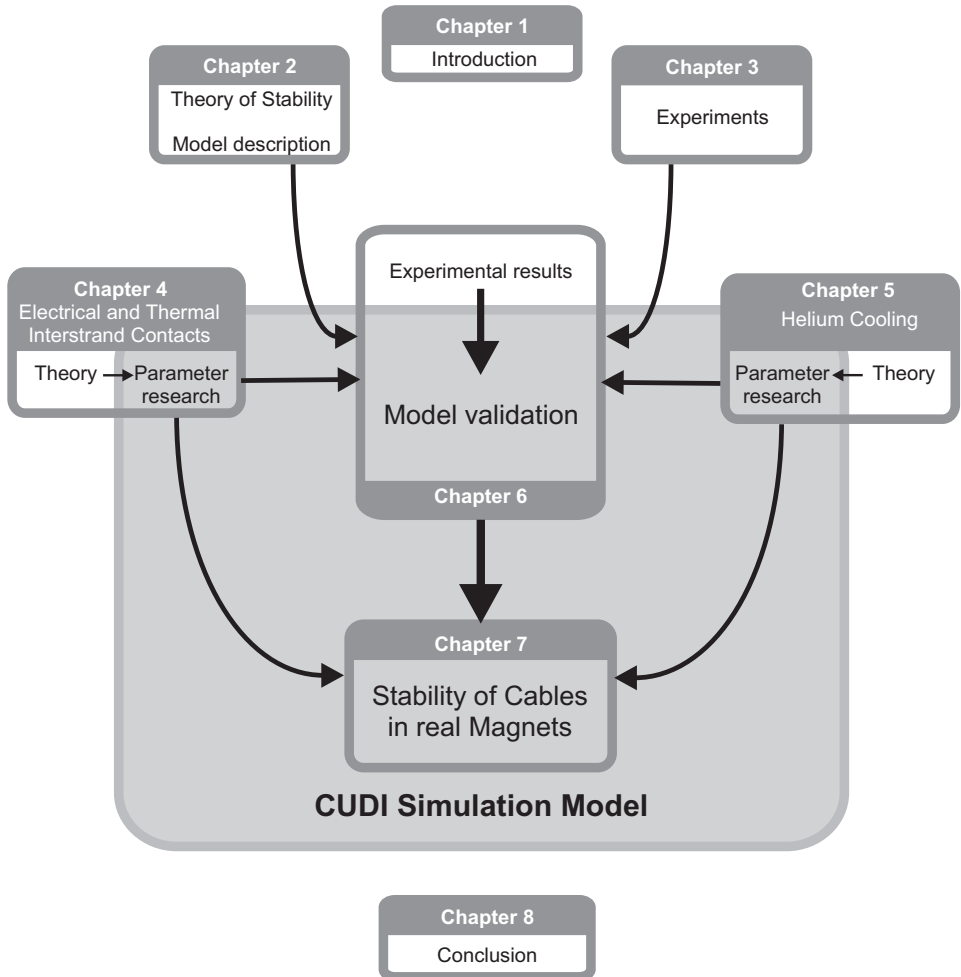 Chapter 1
Introduction
Chapter 2
Theory of Stability
Model description
Chapter 3
Experiments
Experimental results
Model validation
Chapter 6
Chapter 4
Electrical and Thermal
Interstrand Contacts
Theory
Parameter
research
Chapter 5
Helium Cooling
Parameter
research
Theory
Chapter 7
Stability of Cables
in real Magnets
CUDI Simulation Model
Chapter 8
Conclusion